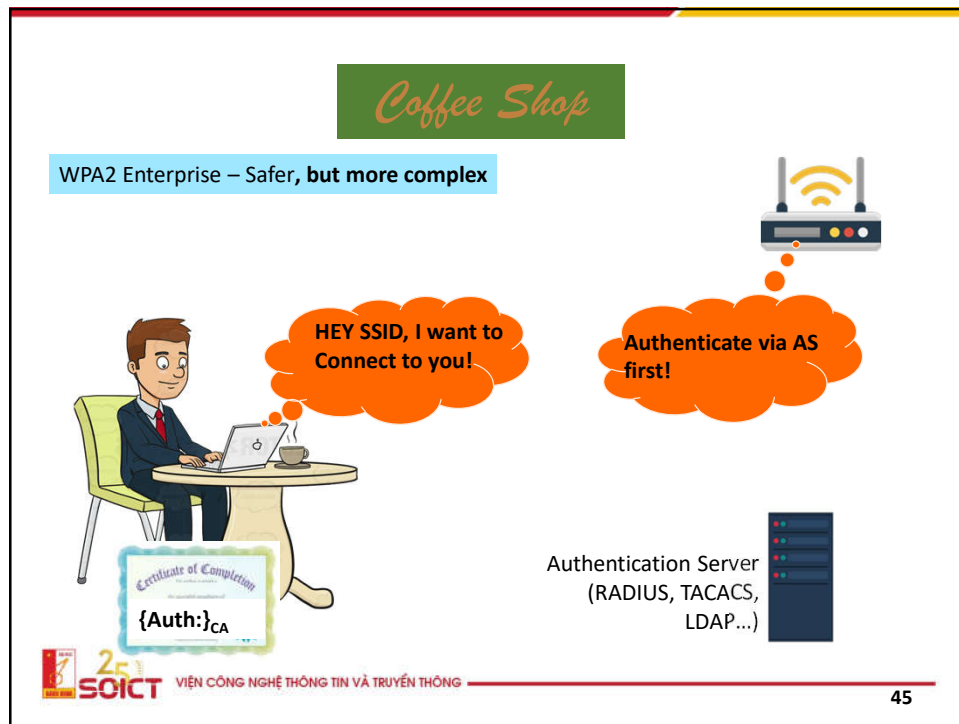 Coffee Shop
WPA2 Enterprise – Safer, but more complex
HEY SSID, I want to
Connect to you!
Authenticate via AS
first!
Authentication Server
(RADIUS, TACACS,
LDAP...)
Certificate of Completion
{Auth:}CA
25
SOICT
VIỆN CÔNG NGHỆ THÔNG TIN VÀ TRUYỀN THÔNG
45